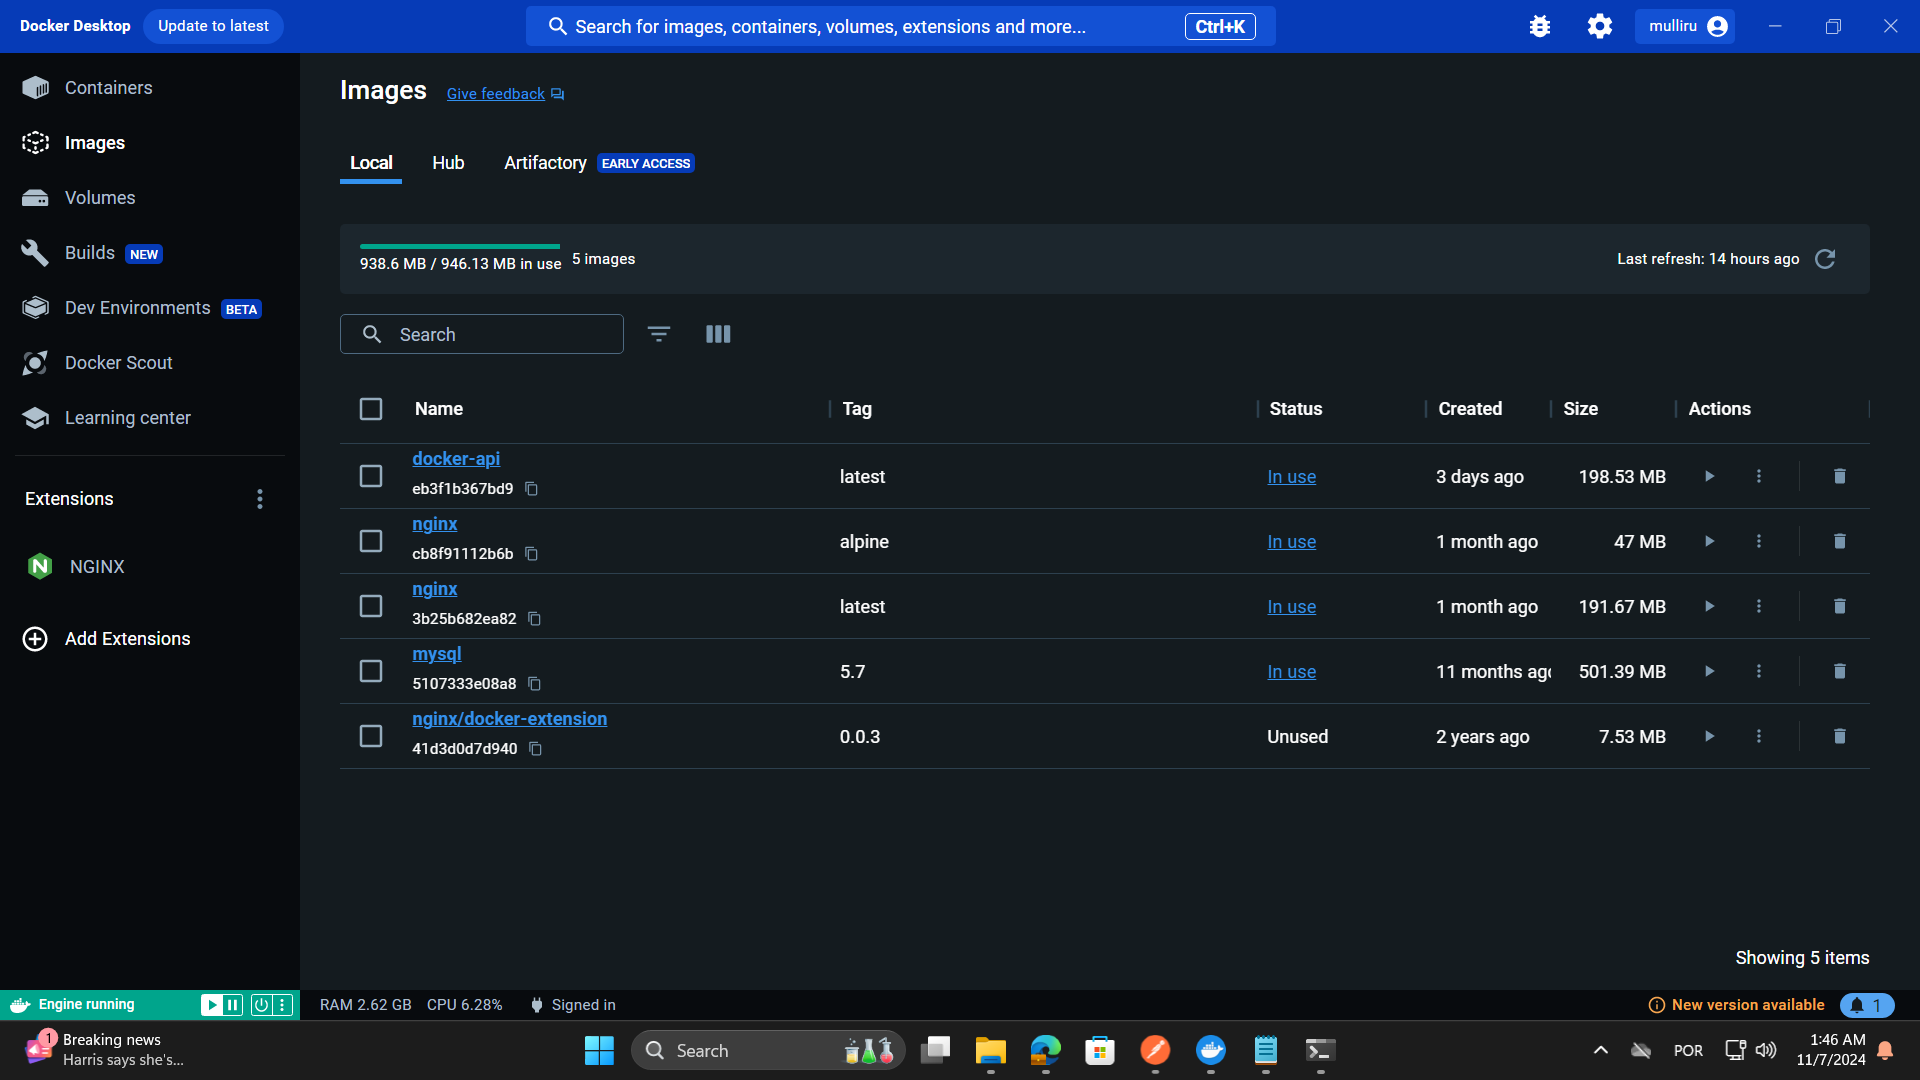 Docker Desktop
Update to latest
Search for images, containers, volumes, extensions and more...
Ctrl+K
mulliru
Containers
Images
Volumes
Builds NEW
Dev Environments BETA
Docker Scout
Learning center
Extensions
NGINX
Add Extensions
Images
Give feedback
Local
Hub
Artifactory EARLY ACCESS
938.6 MB / 946.13 MB in use
5 images
Last refresh: 14 hours ago
Search
Name Tag Status Created Size Actions
docker-api
eb3f1b367bd9
latest In use 3 days ago 198.53 MB
nginx
cb8f91112b6b
alpine In use 1 month ago 47 MB
nginx
3b25b682ea82
latest In use 1 month ago 191.67 MB
mysql
5107333e08a8
5.7 In use 11 months ago 501.39 MB
nginx/docker-extension
41d3d0d7d940
0.0.3 Unused 2 years ago 7.53 MB
Showing 5 items
Engine running
RAM 2.62 GB CPU 6.28% Signed in
New version available
1
1
Breaking news
Harris says she's...
Search
POR
1:46 AM
11/7/2024